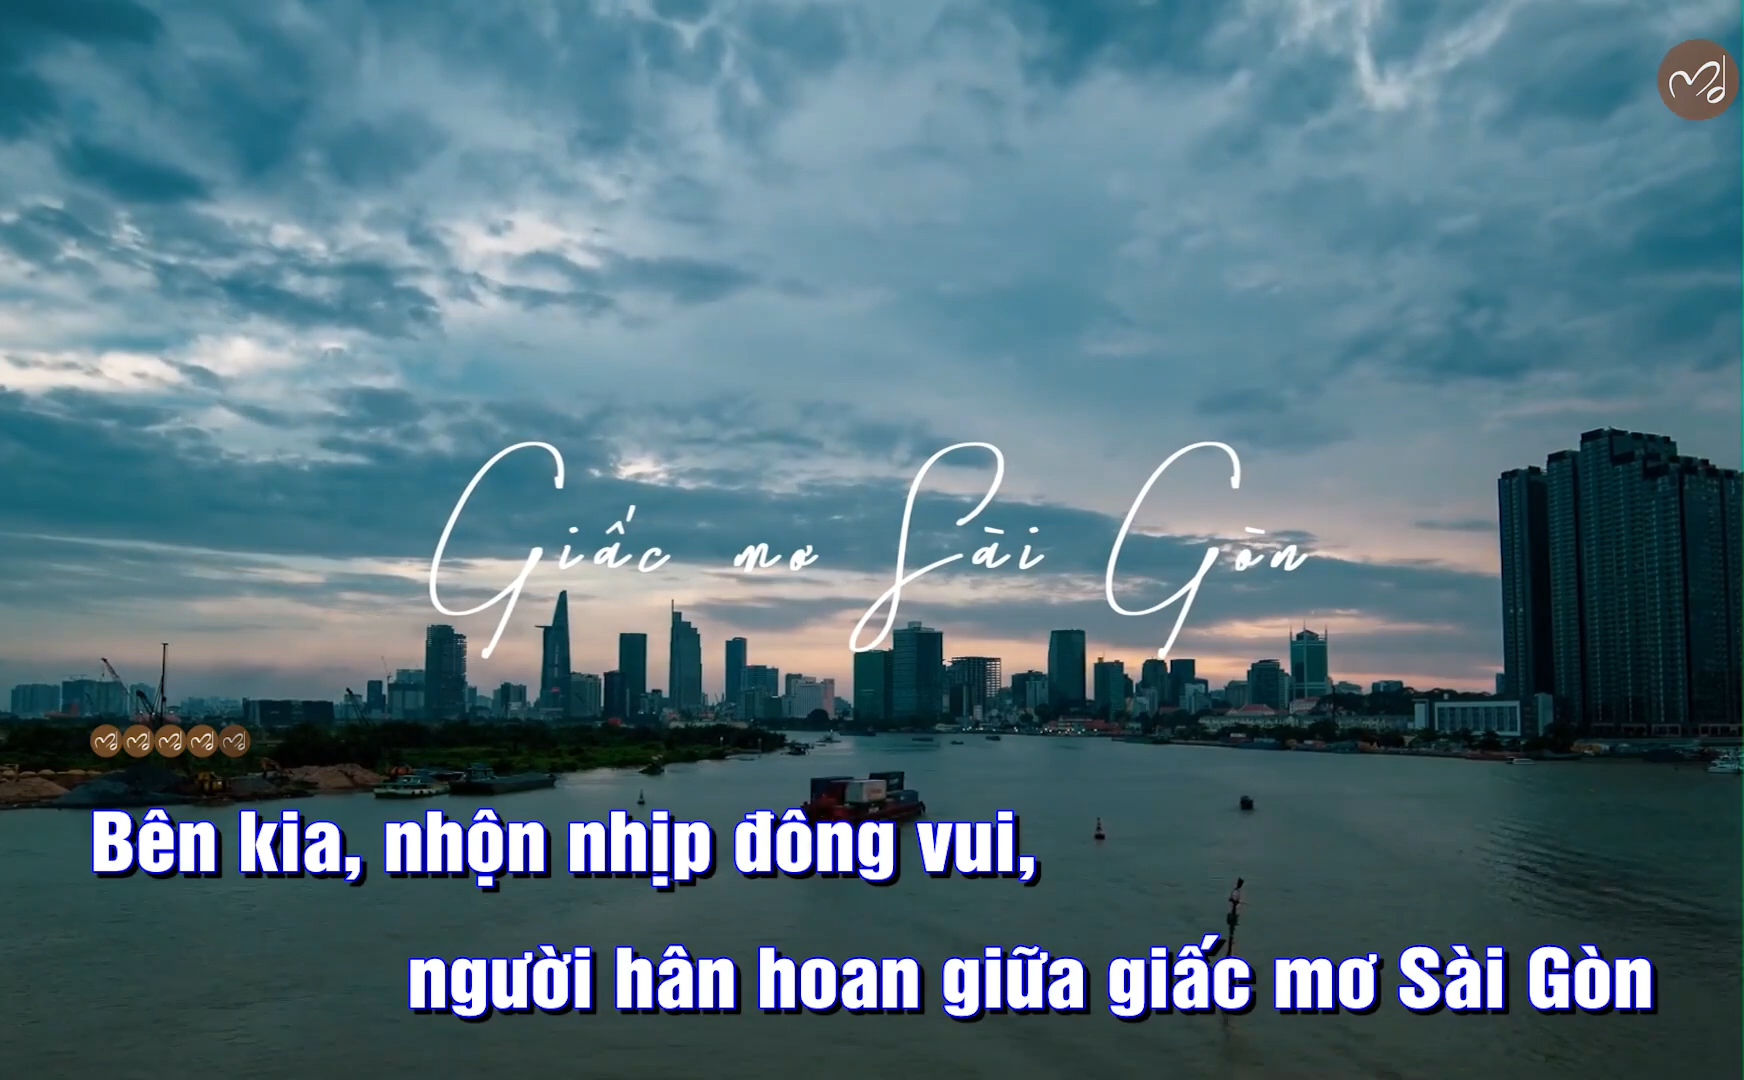 Giấc mơ Sài Gòn
Bên kia, nhộn nhịp đông vui,
người hân hoan giữa giấc mơ Sài Gòn